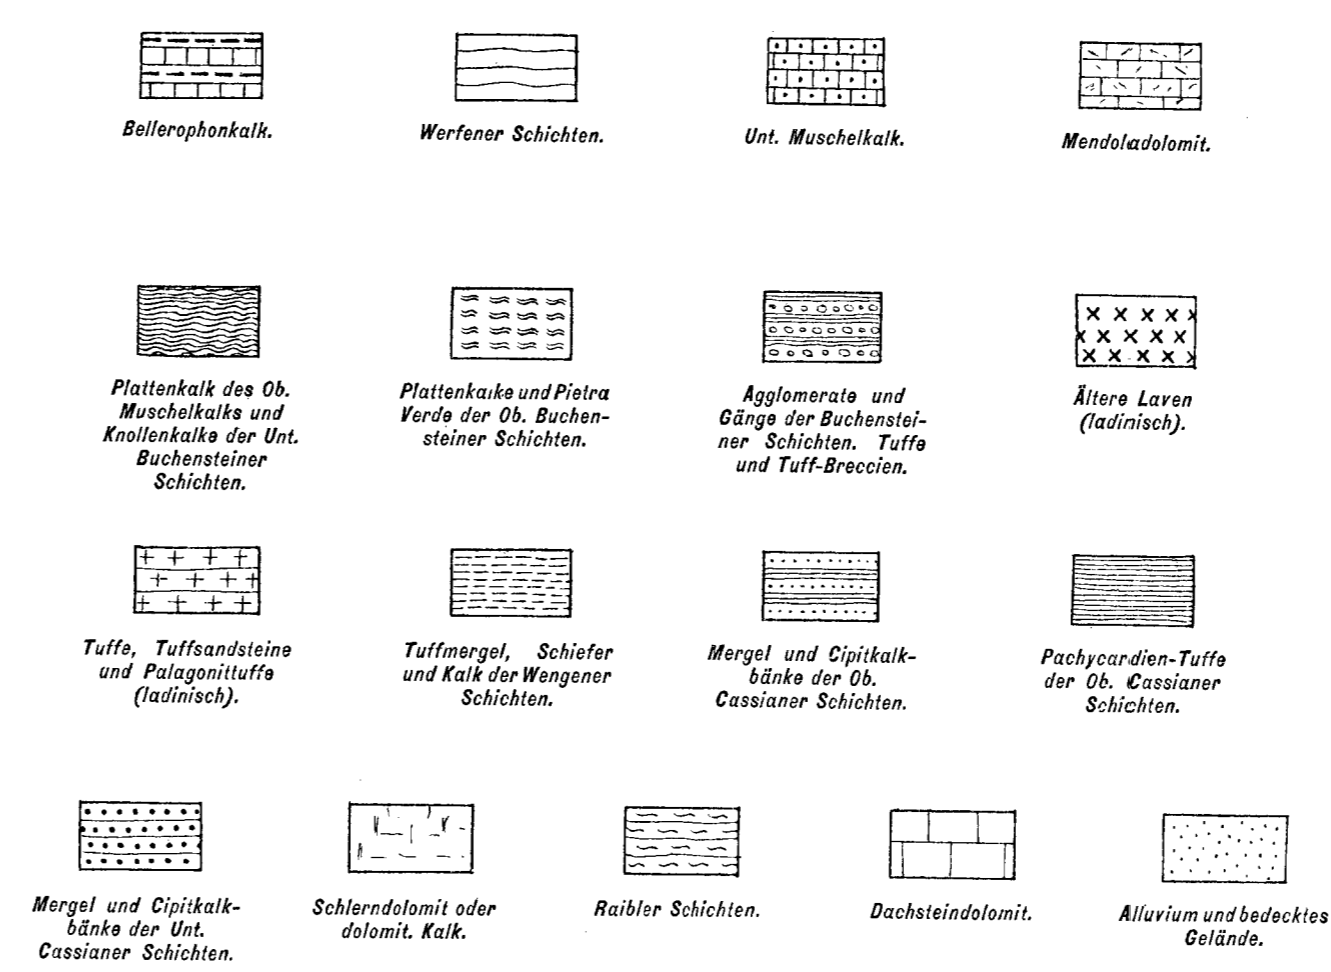 Bellerophonkalk.
Werfener Schichten.
Unt. Muschelkalk.
Mendoladolomit.
Plattenkalk des Ob.
Muschelkalks und
Knollenkalke der Unt.
Buchensteiner
Schichten.
Plattenkalke und Pietra
Verde der Ob. Buchen-
steiner Schichten.
Agglomerate und
Gänge der Buchenstei-
ner Schichten. Tuffe
und Tuff-Breccien.
Ältere Laven
(ladinisch).
Tuffe, Tuffsandsteine
und Palagonittuffe
(ladinisch).
Tuffmergel, Schiefer
und Kalk der Wengener
Schichten.
Mergel und Cipitkalk-
bänke der Ob.
Cassianer Schichten.
Pachycardien-Tuffe
der Ob. Cassianer
Schichten.
Mergel und Cipitkalk-
bänke der Unt.
Cassianer Schichten.
Schlerndolomit oder
dolomit. Kalk.
Raibler Schichten.
Dachsteindolomit.
Alluvium und bedecktes
Gelände.